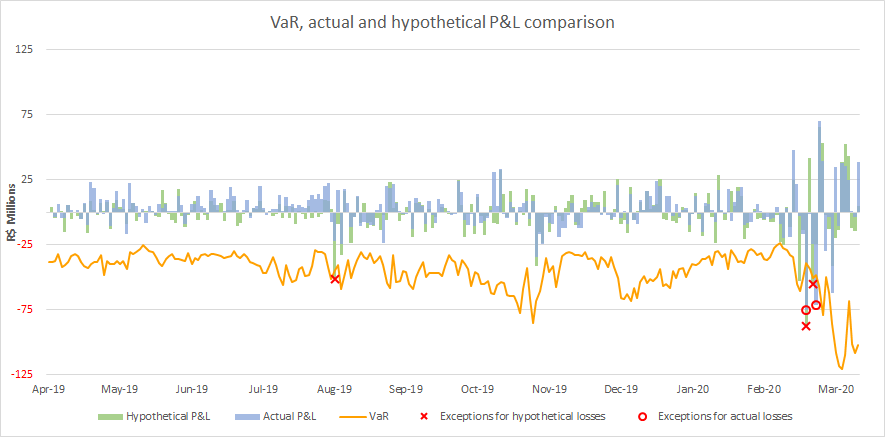 VaR, actual and hypothetical P&L comparison
R$ Millions
125
75
25
-25
-75
-125
Apr-19 May-19 Jun-19 Jul-19 Aug-19 Sep-19 Oct-19 Nov-19 Dec-19 Jan-20 Feb-20 Mar-20
Hypothetical P&L Actual P&L VaR Exceptions for hypothetical losses Exceptions for actual losses